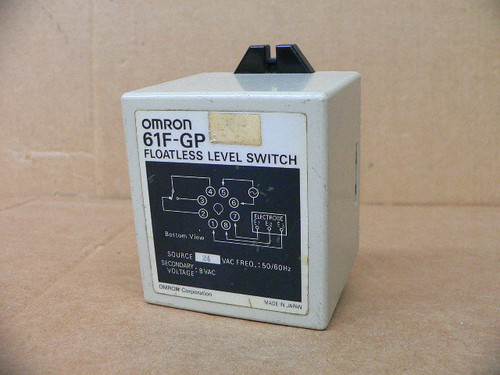 OMRON
61F-GP
FLOATLESS LEVEL SWITCH
4 5
3 6
2 7
1 8
ELECTRODE
E1 E2 E3
Bottom View
SOURCE 24 VAC FREQ.: 50/60Hz
SECONDARY VOLTAGE : 8VAC
OMRON Corporation
MADE IN JAPAN